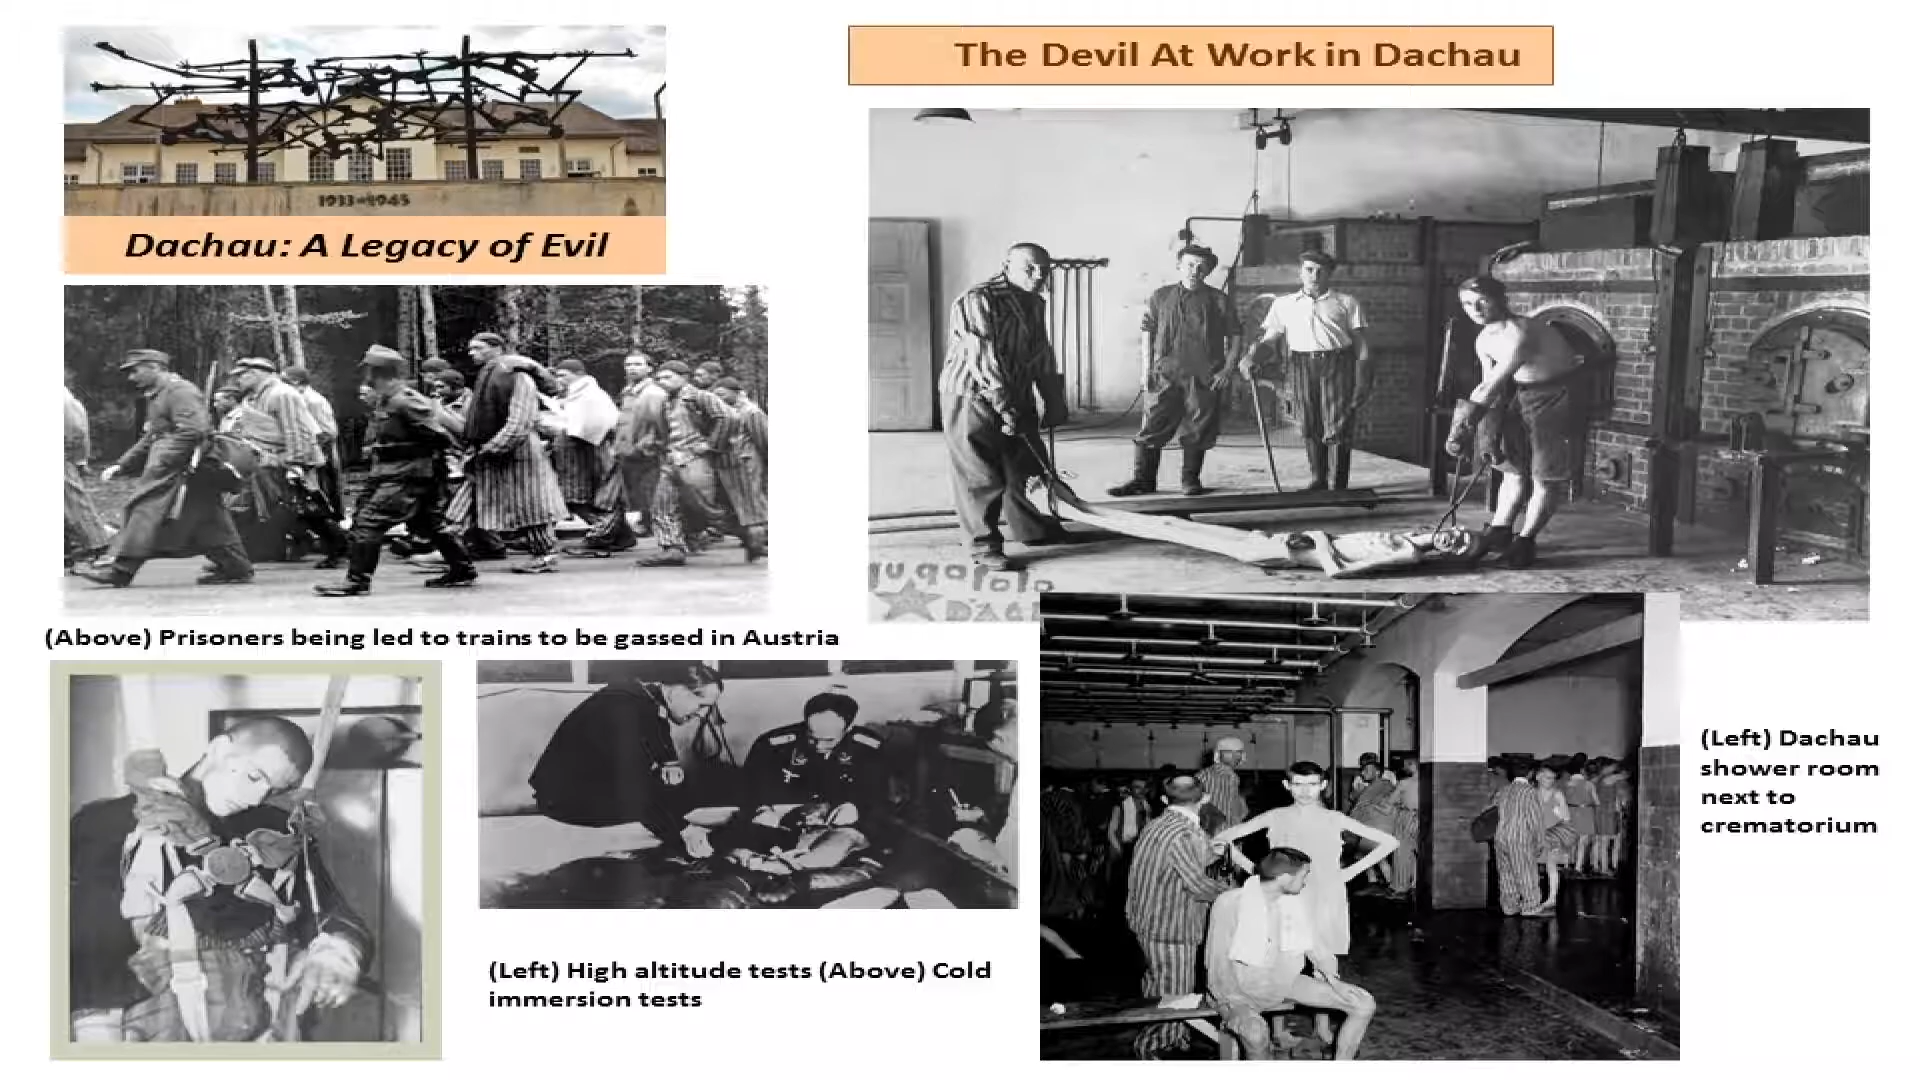 The Devil At Work in Dachau
1933-1945
Dachau: A Legacy of Evil
(Above) Prisoners being led to trains to be gassed in Austria
(Left) Dachau
shower room
next to
crematorium
(Left) High altitude tests (Above) Cold
immersion tests